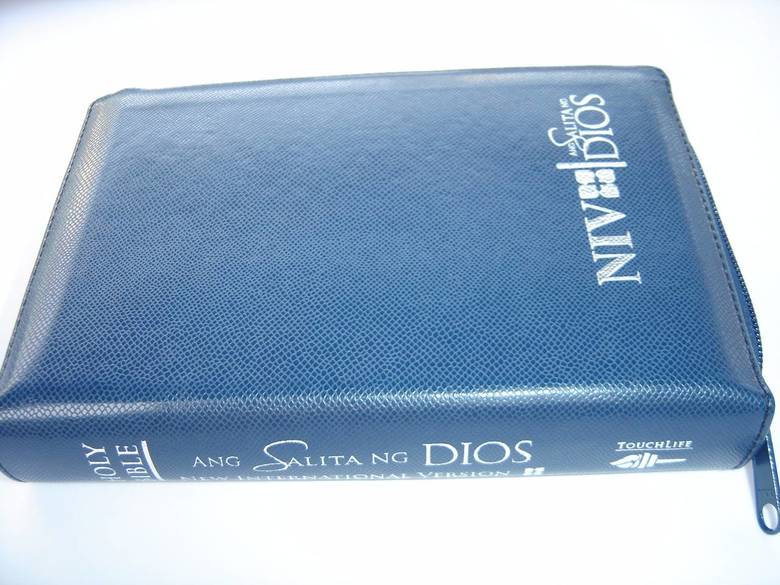 NIV
ANG SALITA NG
DIOS
HOLY
BIBLE
ANG SALITA NG DIOS
NEW INTERNATIONAL VERSION
TOUCHLIFE